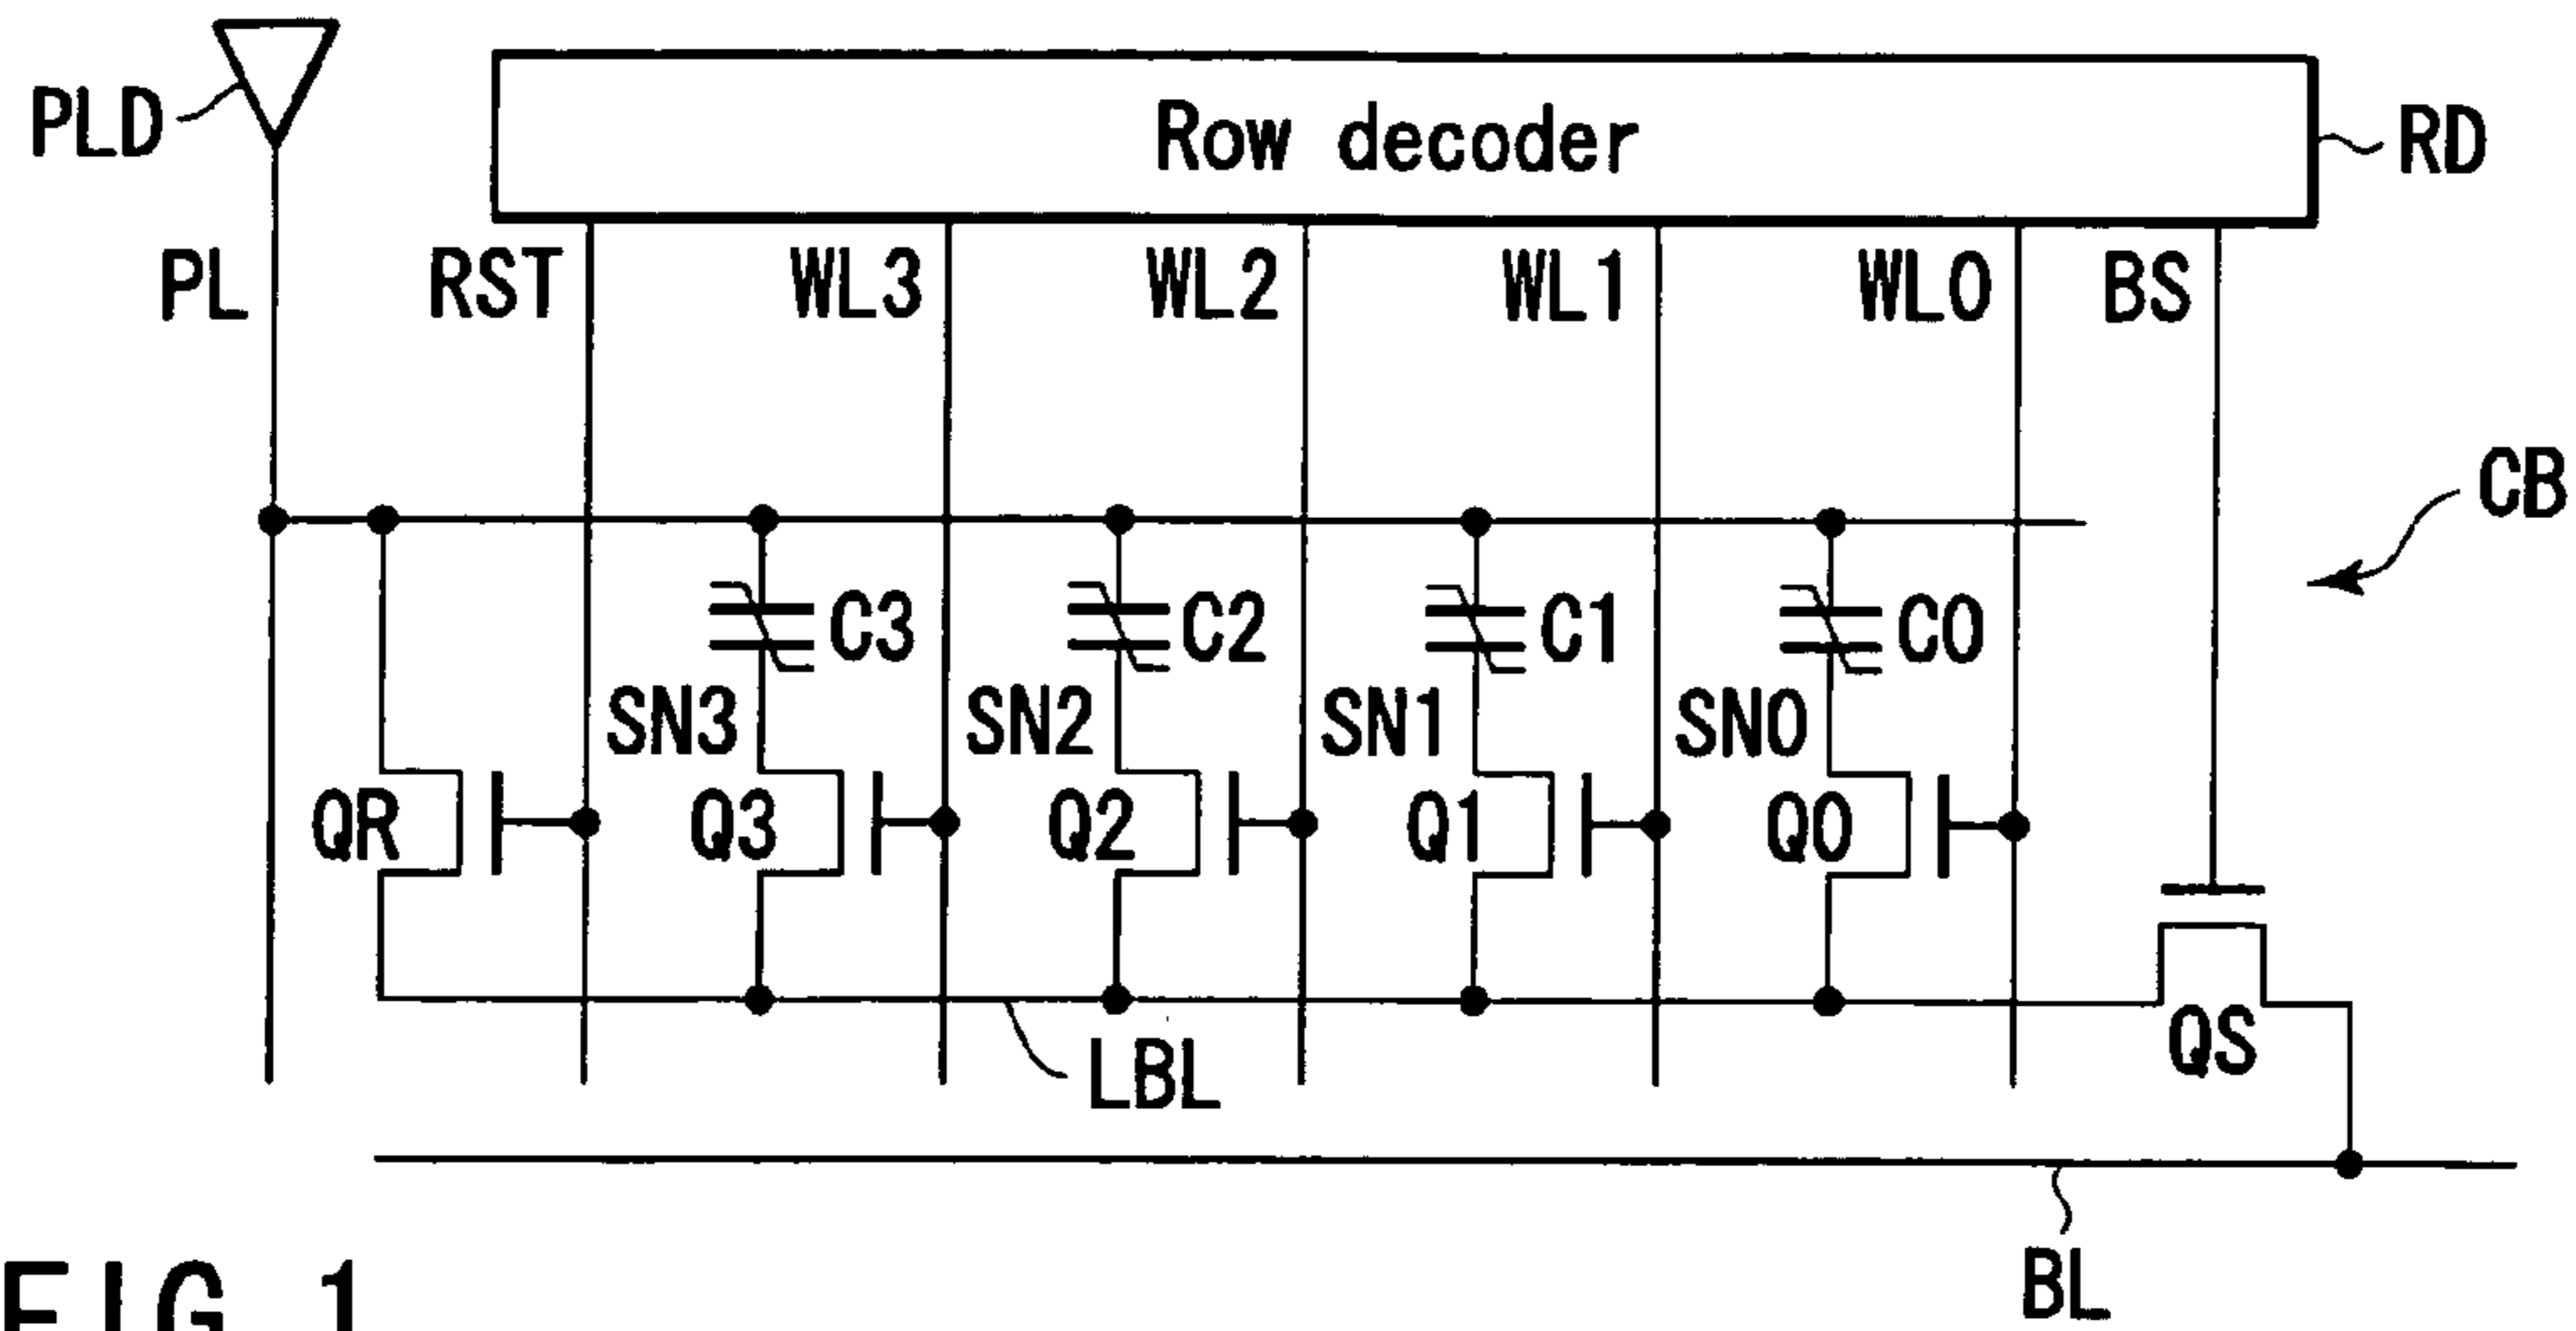 PLD
Row decoder
RD
PL RST WL3 WL2 WL1 WL0 BS
CB
C3 C2 C1 C0
SN3 SN2 SN1 SN0
QR Q3 Q2 Q1 Q0
QS
LBL
BL
FIG. 1